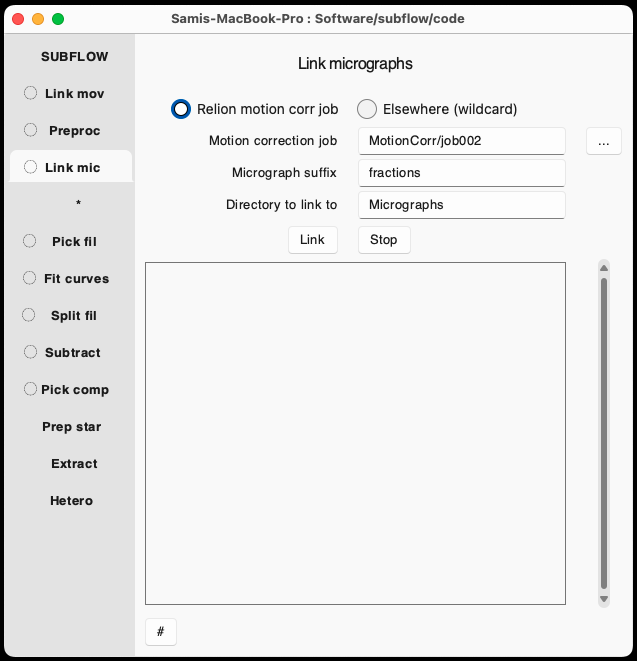 Samis-MacBook-Pro : Software/subflow/code
SUBFLOW
Link mov
Preproc
Link mic
*
Pick fil
Fit curves
Split fil
Subtract
Pick comp
Prep star
Extract
Hetero
Link micrographs
Relion motion corr job Elsewhere (wildcard)
Motion correction job MotionCorr/job002 ...
Micrograph suffix fractions
Directory to link to Micrographs
Link Stop
#